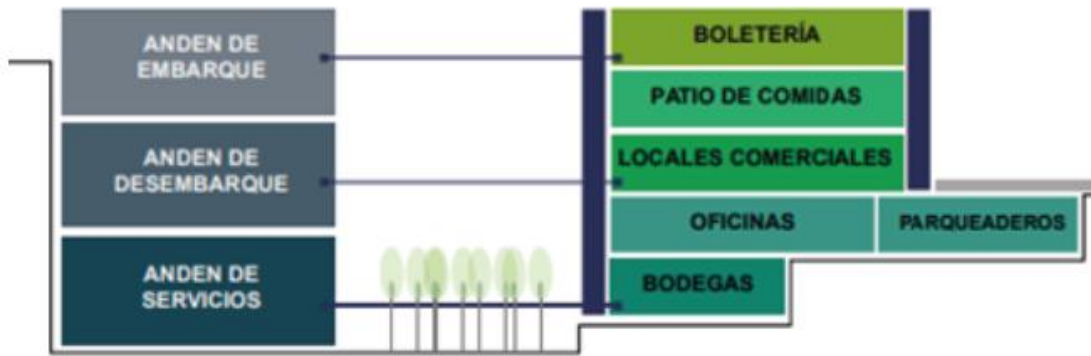 ANDEN DE
EMBARQUE
ANDEN DE
DESEMBARQUE
ANDEN DE
SERVICIOS
BOLETERÍA
PATIO DE COMIDAS
LOCALES COMERCIALES
OFICINAS
PARQUEADEROS
BODEGAS